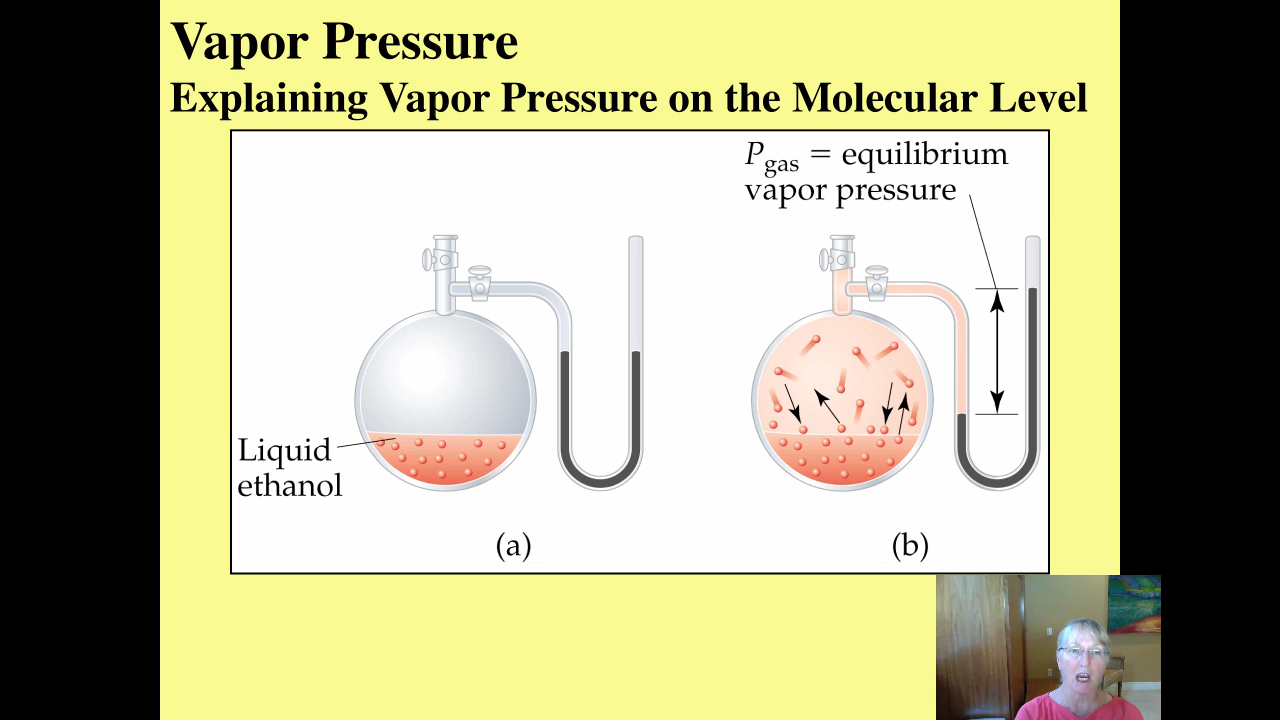 Vapor Pressure
Explaining Vapor Pressure on the Molecular Level
Pgas = equilibrium
vapor pressure
Liquid
ethanol
(a)
(b)